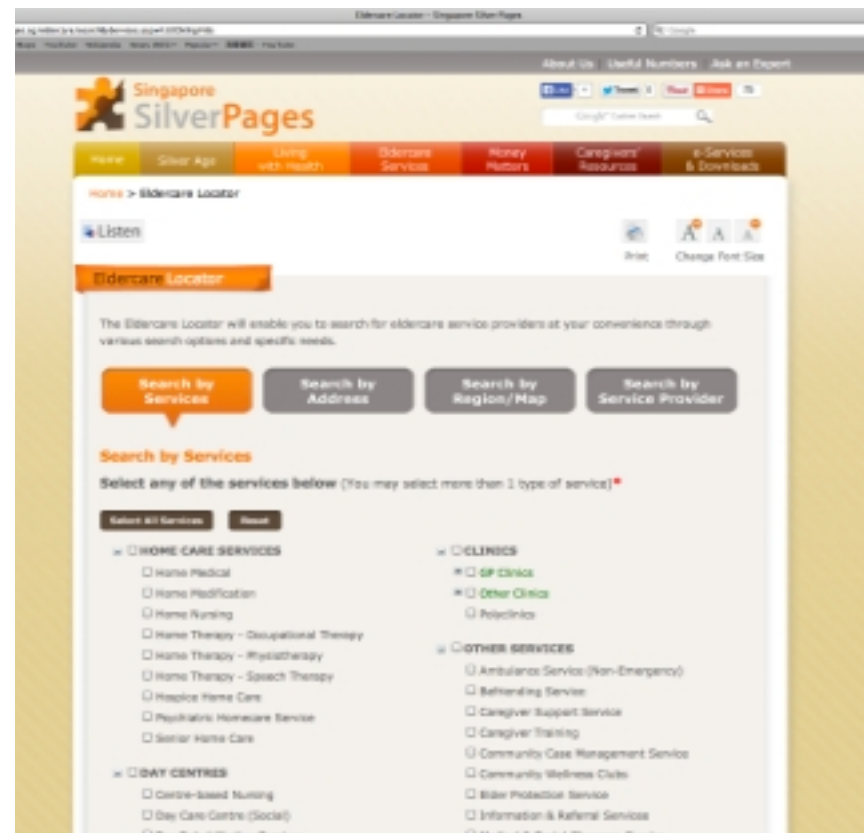 Eldercare Locator - Singapore Silver Pages
About Us Useful Numbers Ask an Expert
Singapore
SilverPages
Tweet
Home
Silver Age
Living
with Health
Eldercare
Services
Money
Matters
Caregivers'
Resources
e-Services
& Downloads
Home > Eldercare Locator
Listen
Print
A A A
Change Font Size
Eldercare Locator
The Eldercare Locator will enable you to search for eldercare service providers at your convenience through
various search options and specific needs.
Search by
Services
Search by
Address
Search by
Region/Map
Search by
Service Provider
Search by Services
Select any of the services below (You may select more than 1 type of service)*
Select All Services
Reset
HOME CARE SERVICES
Home Medical
Home Modification
Home Nursing
Home Therapy - Occupational Therapy
Home Therapy - Physiotherapy
Home Therapy - Speech Therapy
Hospice Home Care
Psychiatric Homecare Service
Senior Home Care
DAY CENTRES
Centre-based Nursing
Day Care Centre (Social)
CLINICS
GP Clinics
Other Clinics
Polyclinics
OTHER SERVICES
Ambulance Service (Non-Emergency)
Befriending Service
Caregiver Support Service
Caregiver Training
Community Case Management Service
Community Wellness Clubs
Elder Protection Service
Information & Referral Services